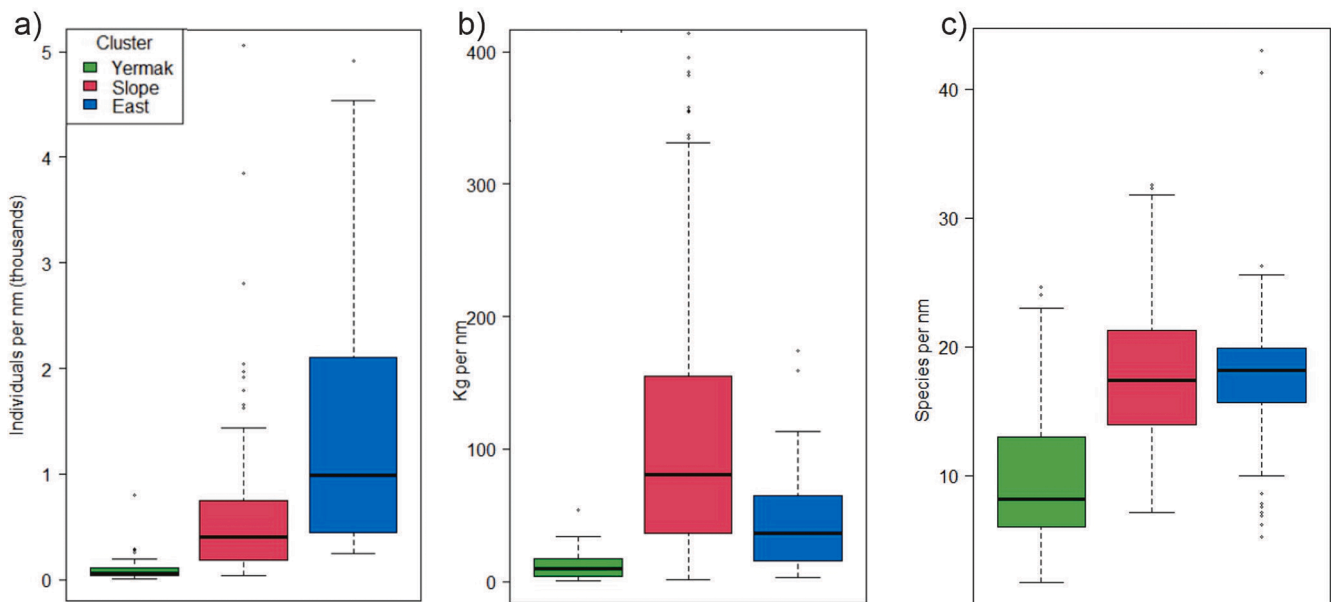 a)
Cluster
Yermak
Slope
East
Individuals per nm (thousands)
5
4
3
2
1
0
b)
Kg per nm
400
300
200
100
0
c)
Species per nm
40
30
20
10